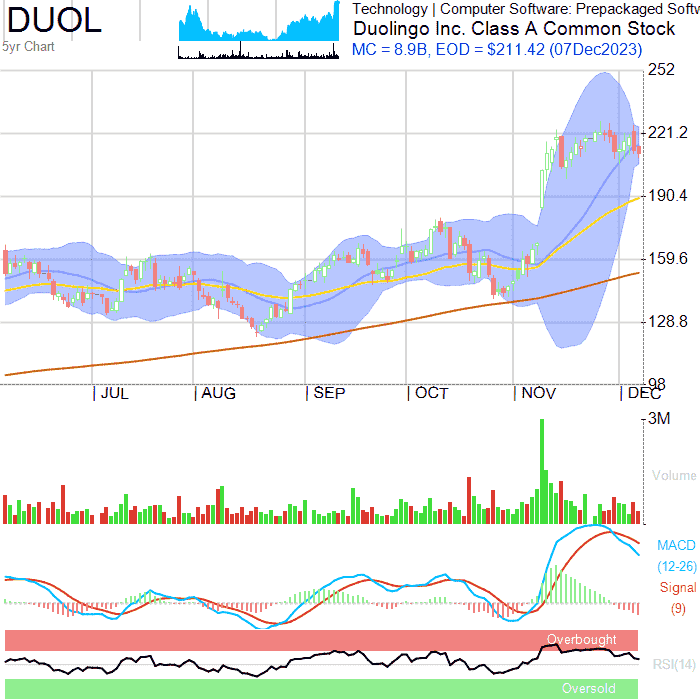 DUOL
5yr Chart
Technology | Computer Software: Prepackaged Softw
Duolingo Inc. Class A Common Stock
MC = 8.9B, EOD = $211.42 (07Dec2023)
252
221.2
190.4
159.6
128.8
98
JUL AUG SEP OCT NOV DEC
3M
Volume
MACD
(12-26)
Signal
(9)
Overbought
RSI(14)
Oversold